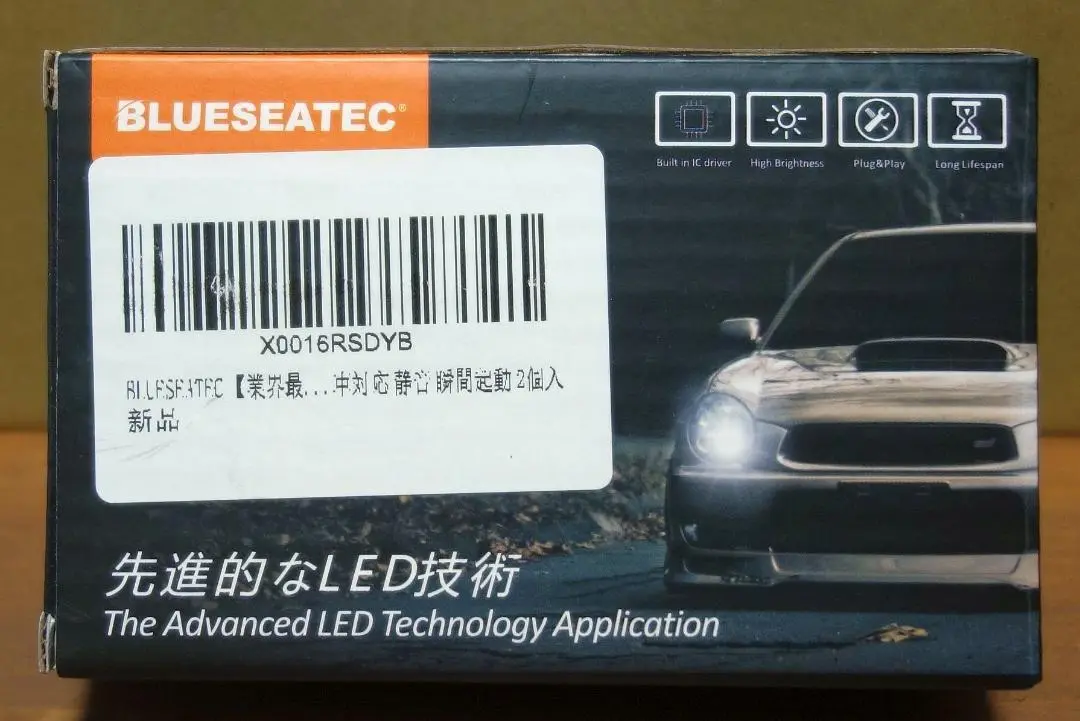 BLUESEATEC®
Built in IC driver
High Brightness
Plug&Play
Long Lifespan
X0016RSDYB
BLUESEATEC【業界最...冲対応 静音 瞬間起動 2個入
新品
先進的なLED技術
The Advanced LED Technology Application